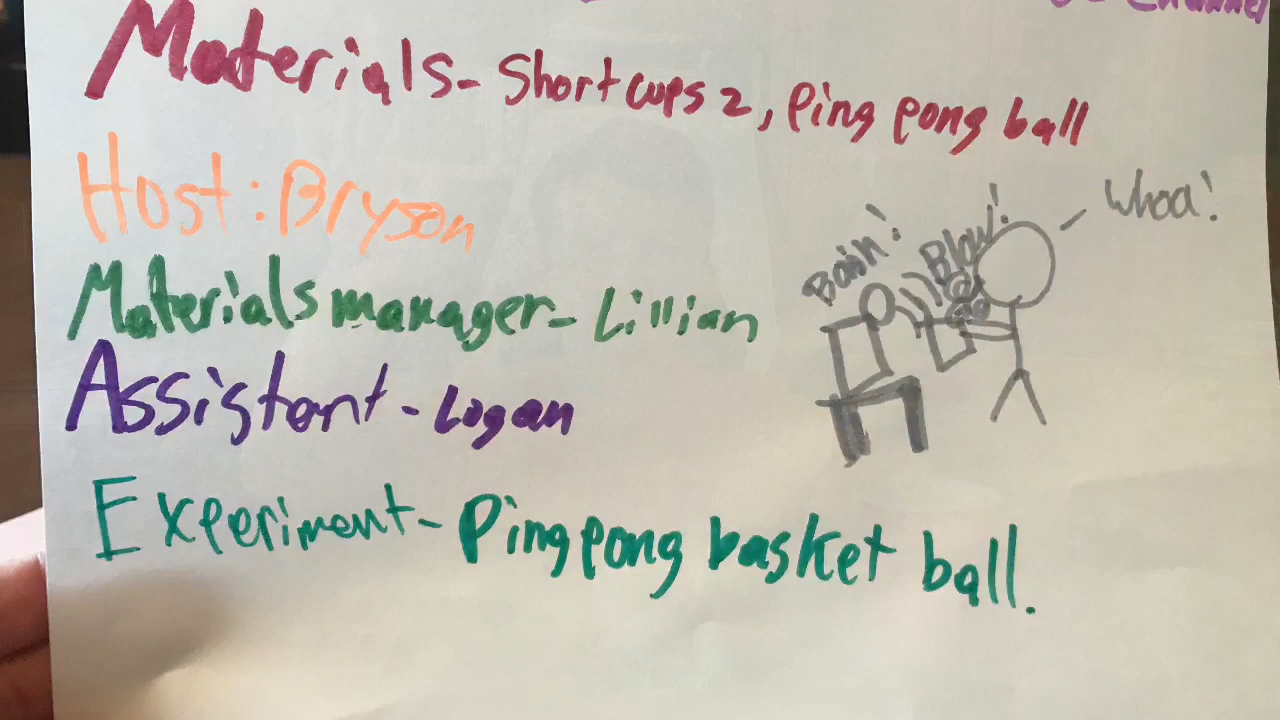 Channel
Materials- Short cups 2, Ping pong ball
Host: Bryson
Whoa!
Blow!
Materials manager- Lillian
Assistant - Logan
Experiment- Ping pong basket ball.